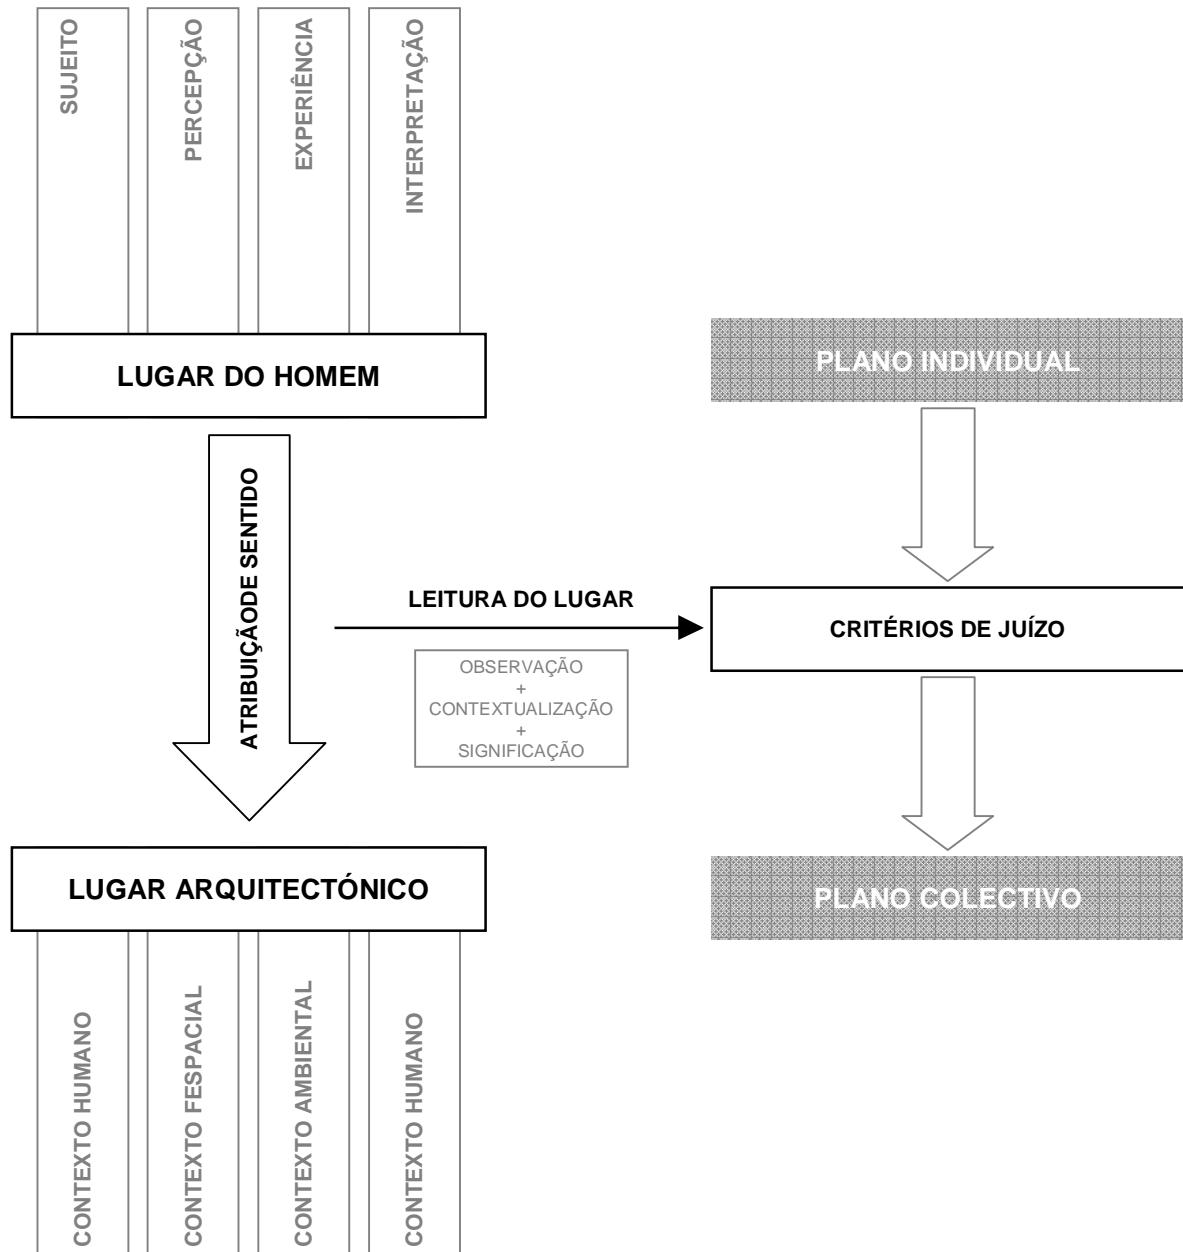 SUJEITO
PERCEPÇÃO
EXPERIÊNCIA
INTERPRETAÇÃO
LUGAR DO HOMEM
PLANO INDIVIDUAL
ATRIBUIÇÃODE SENTIDO
LEITURA DO LUGAR
OBSERVAÇÃO
+
CONTEXTUALIZAÇÃO
+
SIGNIFICAÇÃO
CRITÉRIOS DE JUÍZO
LUGAR ARQUITECTÓNICO
PLANO COLECTIVO
CONTEXTO HUMANO
CONTEXTO FESPACIAL
CONTEXTO AMBIENTAL
CONTEXTO HUMANO